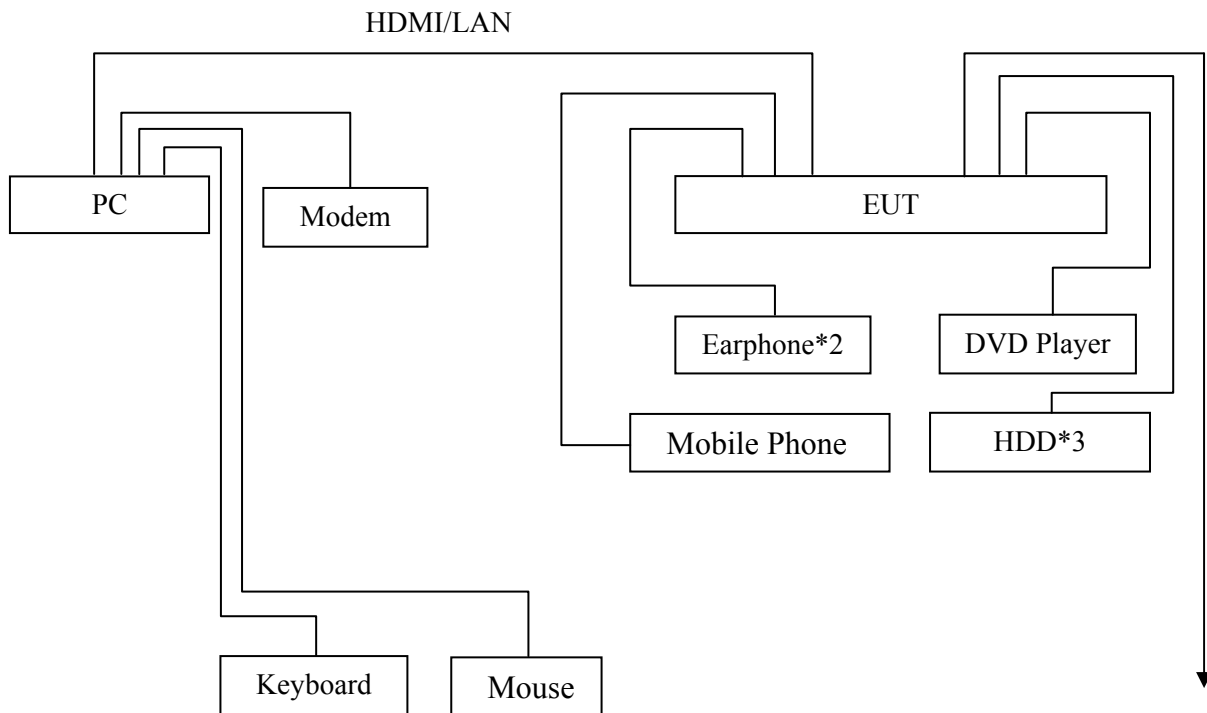 HDMI/LAN
PC
Modem
EUT
Earphone*2
DVD Player
Mobile Phone
HDD*3
Keyboard
Mouse